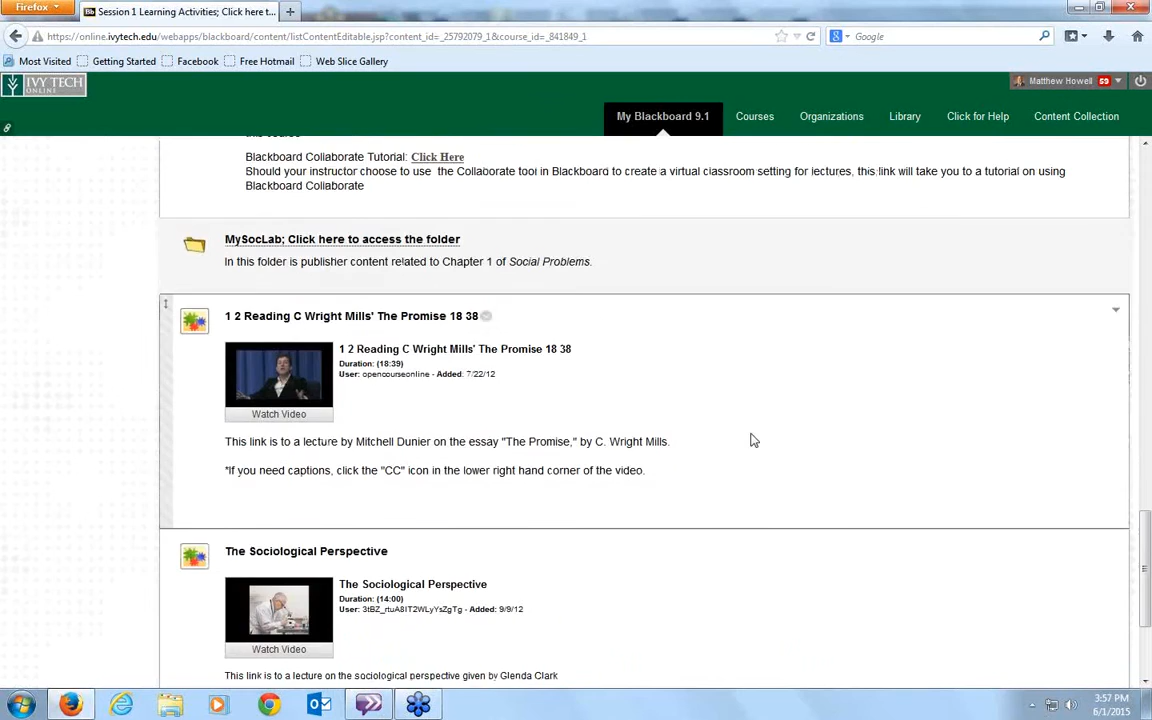 Firefox
Session 1 Learning Activities; Click here t...
https://online.ivytech.edu/webapps/blackboard/content/listContentEditable.jsp?content_id=_25792079_1&course_id=_841849_1
Google
Most Visited
Getting Started
Facebook
Free Hotmail
Web Slice Gallery
IVY TECH
ONLINE
Matthew Howell 59
My Blackboard 9.1
Courses
Organizations
Library
Click for Help
Content Collection
this course
Blackboard Collaborate Tutorial: Click Here
Should your instructor choose to use the Collaborate tool in Blackboard to create a virtual classroom setting for lectures, this link will take you to a tutorial on using
Blackboard Collaborate
MySocLab; Click here to access the folder
In this folder is publisher content related to Chapter 1 of Social Problems.
1 2 Reading C Wright Mills' The Promise 18 38
1 2 Reading C Wright Mills' The Promise 18 38
Duration: (18:39)
User: opencourseonline - Added: 7/22/12
Watch Video
This link is to a lecture by Mitchell Dunier on the essay "The Promise," by C. Wright Mills.
*If you need captions, click the "CC" icon in the lower right hand corner of the video.
The Sociological Perspective
The Sociological Perspective
Duration: (14:00)
User: 3tBZ_rtuA8IT2WLyYsZgTg - Added: 9/9/12
Watch Video
This link is to a lecture on the sociological perspective given by Glenda Clark
3:57 PM
6/1/2015